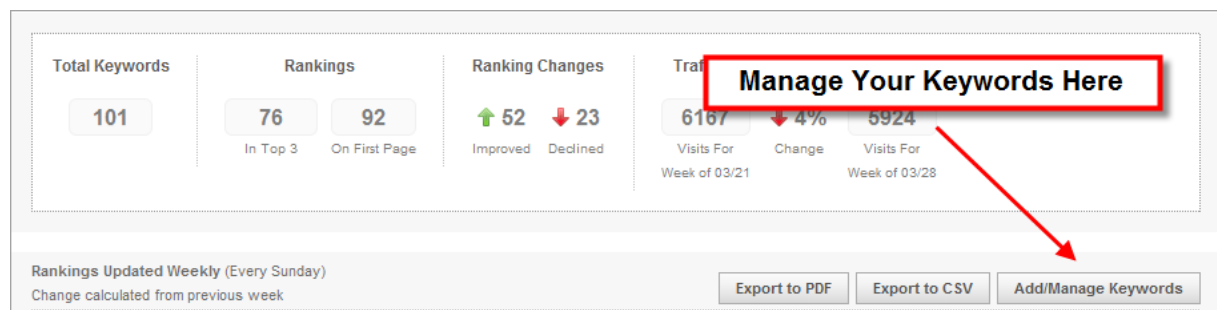 Total Keywords
101
Rankings
76
In Top 3
92
On First Page
Ranking Changes
52
Improved
23
Declined
Manage Your Keywords Here
6167
Visits For
Week of 03/21
4%
Change
5924
Visits For
Week of 03/28
Rankings Updated Weekly (Every Sunday)
Change calculated from previous week
Export to PDF
Export to CSV
Add/Manage Keywords